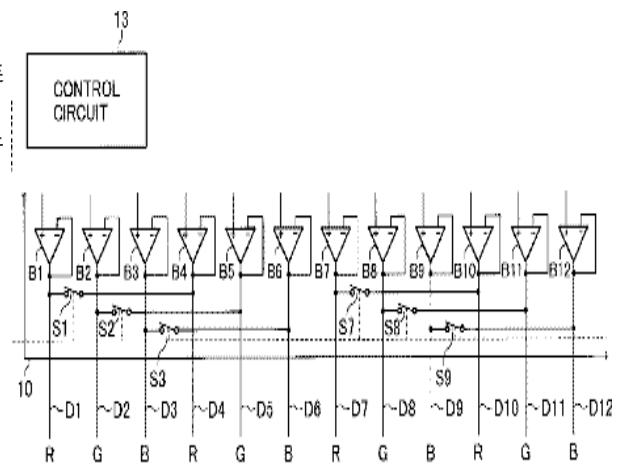 13
CONTROL
CIRCUIT
B1 B2 B3 B4 B5 B6 B7 B8 B9 B10 B11 B12
S1 S2 S3 S7 S8 S9
10
D1 D2 D3 D4 D5 D6 D7 D8 D9 D10 D11 D12
R G B R G B R G B R G B